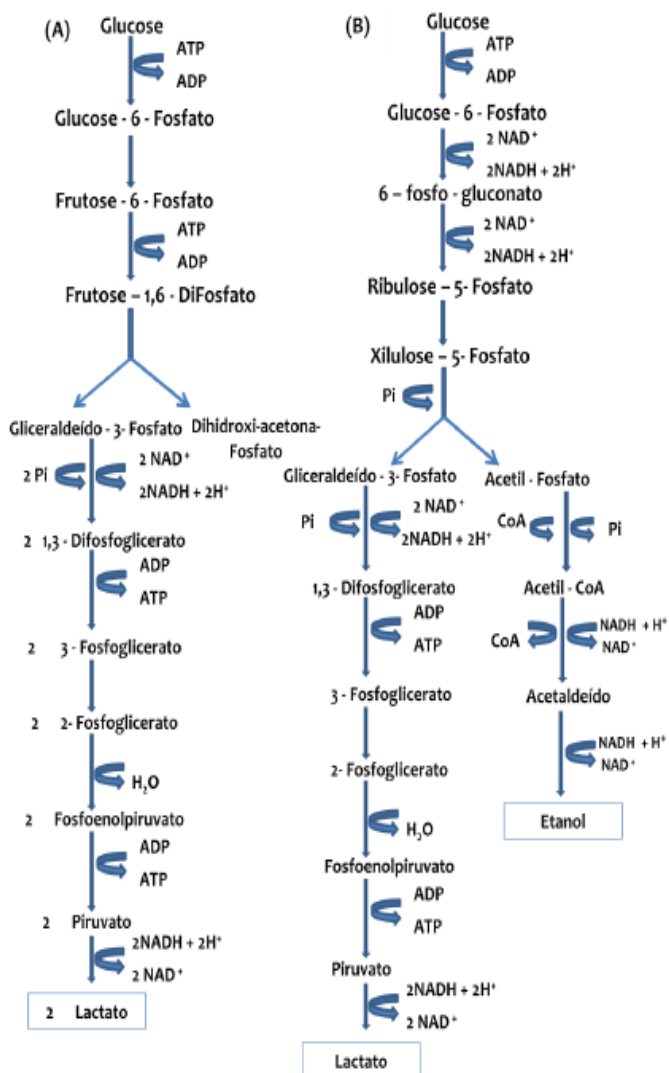 (A)
Glucose
ATP
ADP
Glucose - 6 - Fosfato
Frutose - 6 - Fosfato
ATP
ADP
Frutose – 1,6 - DiFosfato
Gliceraldeído - 3- Fosfato
Dihidroxi-acetona-
Fosfato
2 Pi
2 NAD⁺
2NADH + 2H⁺
2 1,3 - Difosfoglicerato
ADP
ATP
2 3 - Fosfoglicerato
2 2- Fosfoglicerato
H₂O
2 Fosfoenolpiruvato
ADP
ATP
2 Piruvato
2NADH + 2H⁺
2 NAD⁺
2 Lactato
(B)
Glucose
ATP
ADP
Glucose - 6 - Fosfato
2 NAD⁺
2NADH + 2H⁺
6 – fosfo - gluconato
2 NAD⁺
2NADH + 2H⁺
Ribulose – 5- Fosfato
Xilulose – 5- Fosfato
Pi
Gliceraldeído - 3- Fosfato
Pi
2 NAD⁺
2NADH + 2H⁺
1,3 - Difosfoglicerato
ADP
ATP
3 - Fosfoglicerato
2- Fosfoglicerato
H₂O
Fosfoenolpiruvato
ADP
ATP
Piruvato
2NADH + 2H⁺
2 NAD⁺
Lactato
Acetil - Fosfato
CoA
Pi
Acetil - CoA
CoA
NADH + H⁺
NAD⁺
Acetaldeído
NADH + H⁺
NAD⁺
Etanol